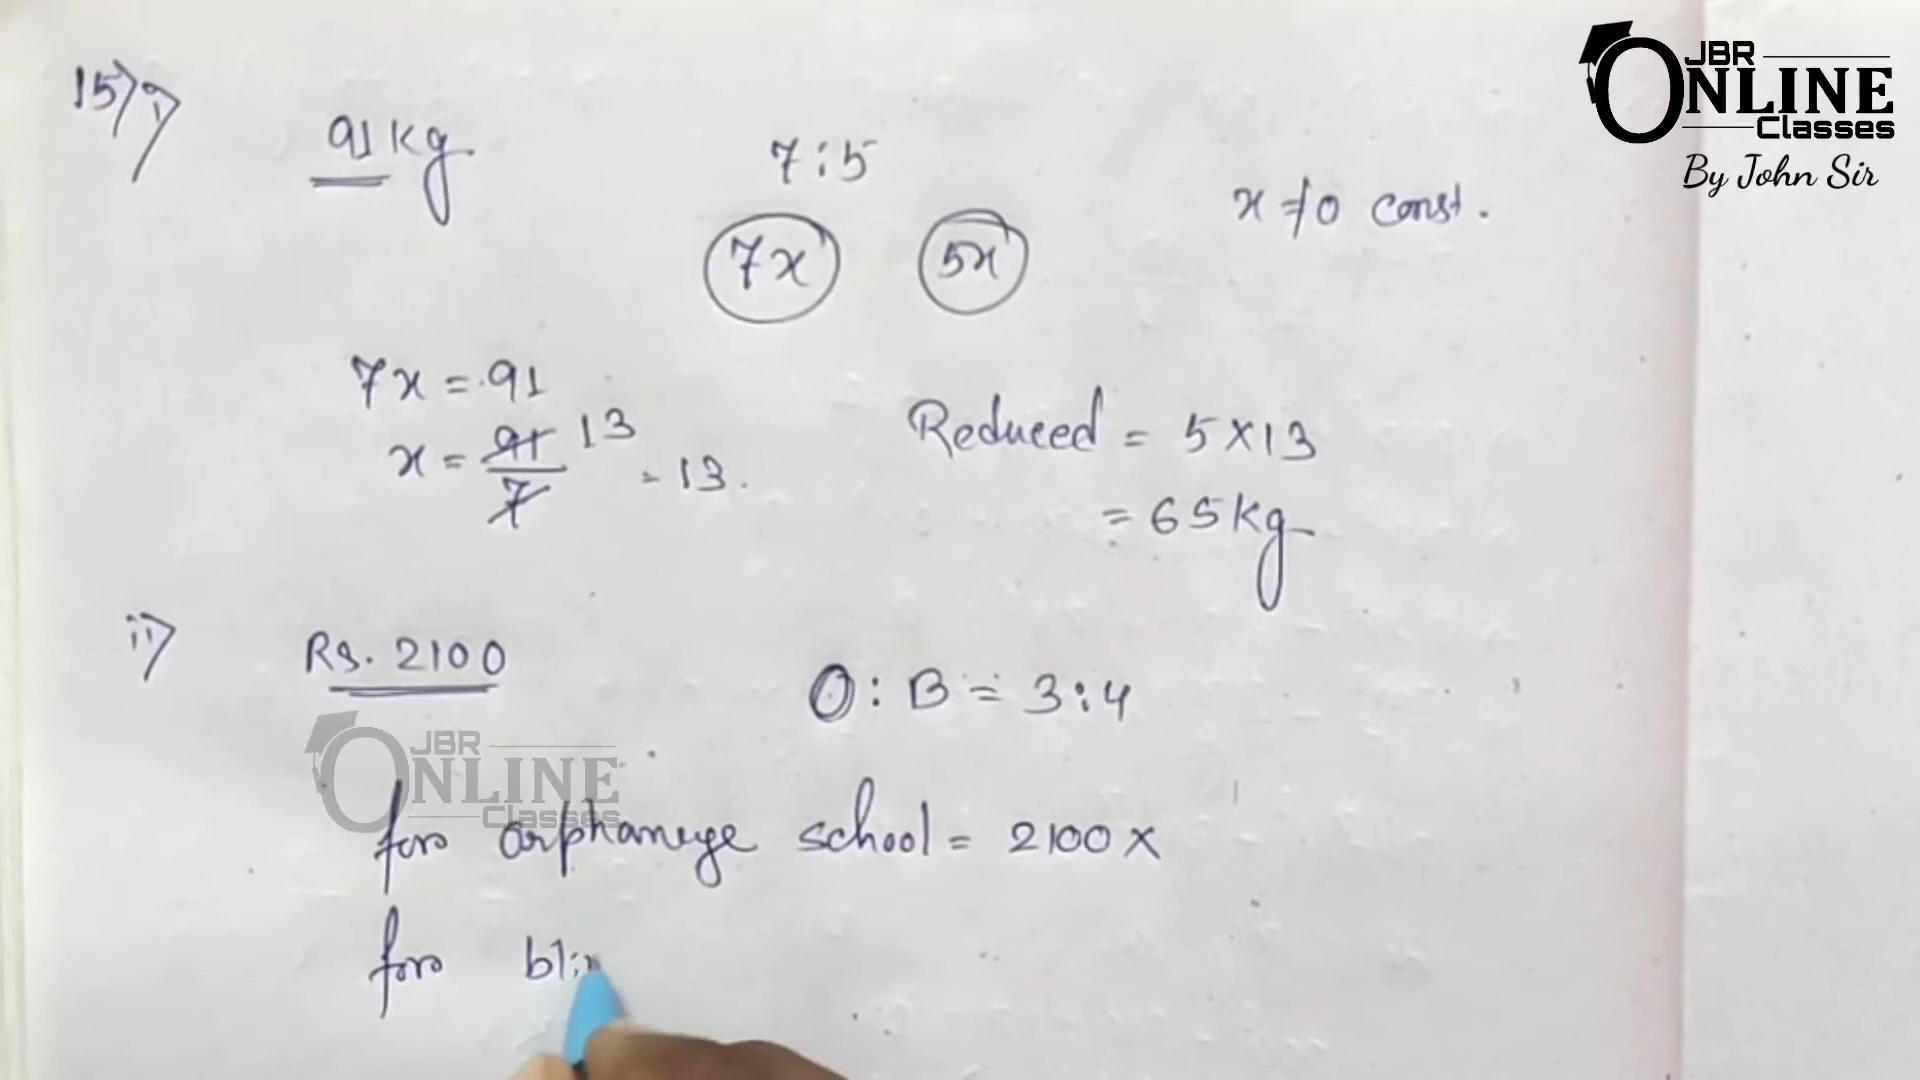 JBR
ONLINE
Classes
By John Sir
15) i)
91 kg
7:5
x ≠ 0 const.
7x
5x
7x = 91
x = 91/7 13 = 13.
Reduced = 5 × 13
= 65 kg
ii)
Rs. 2100
O : B = 3:4
JBR
ONLINE
Classes
for orphanege school = 2100 ×
for blin